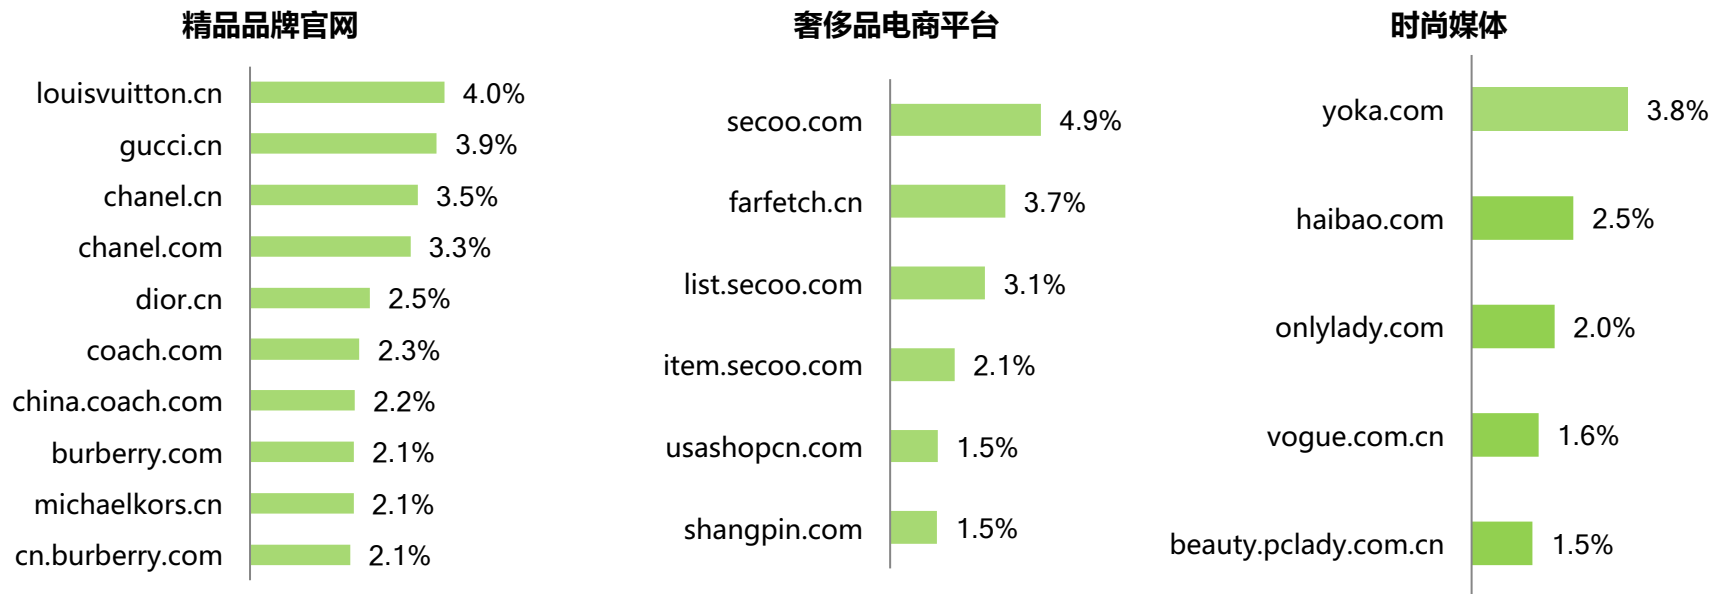 精品品牌官网
louisvuitton.cn 4.0%
gucci.cn 3.9%
chanel.cn 3.5%
chanel.com 3.3%
dior.cn 2.5%
coach.com 2.3%
china.coach.com 2.2%
burberry.com 2.1%
michaelkors.cn 2.1%
cn.burberry.com 2.1%
奢侈品电商平台
secoo.com 4.9%
farfetch.cn 3.7%
list.secoo.com 3.1%
item.secoo.com 2.1%
usashopcn.com 1.5%
shangpin.com 1.5%
时尚媒体
yoka.com 3.8%
haibao.com 2.5%
onlylady.com 2.0%
vogue.com.cn 1.6%
beauty.pclady.com.cn 1.5%